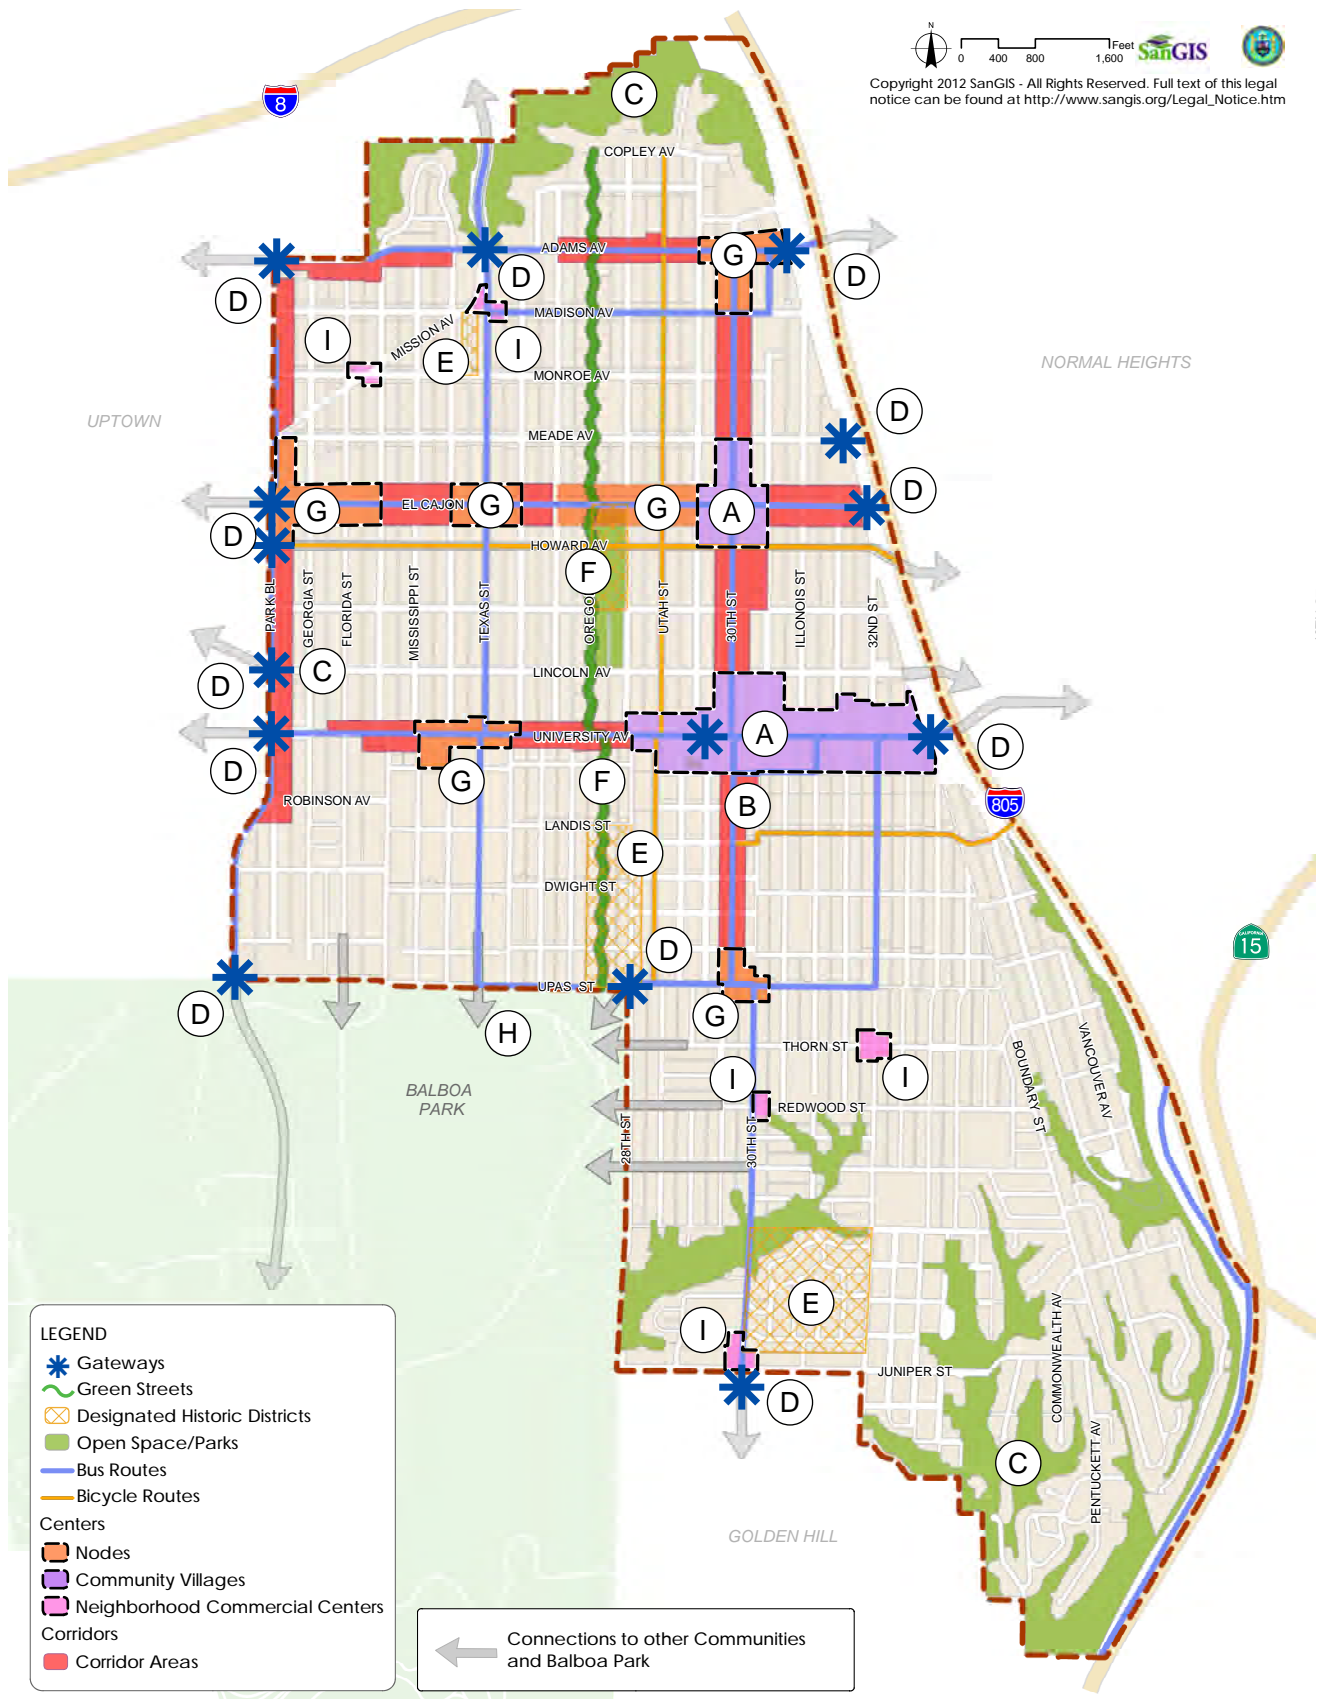 N
0 400 800 1,600
Feet
SanGIS
Copyright 2012 SanGIS - All Rights Reserved. Full text of this legal
notice can be found at http://www.sangis.org/Legal_Notice.htm
8
C
COPLEY AV
ADAMS AV
G
D
D
D
MADISON AV
MISSION AV
I
E
I
MONROE AV
NORMAL HEIGHTS
UPTOWN
D
MEADE AV
D
G
EL CAJON
G
G
A
D
HOWARD AV
F
PARK BL
GEORGIA ST
FLORIDA ST
MISSISSIPPI ST
TEXAS ST
OREGO
UTAH ST
30TH ST
ILLINOIS ST
32ND ST
C
D
LINCOLN AV
UNIVERSITY AV
A
D
D
G
F
ROBINSON AV
B
805
LANDIS ST
E
DWIGHT ST
D
CALIFORNIA
15
UPAS ST
D
H
G
THORN ST
I
I
BOUNDARY ST
VANCOUVER AV
BALBOA
PARK
REDWOOD ST
28TH ST
30TH ST
E
I
JUNIPER ST
D
COMMONWEALTH AV
PENTUCKETT AV
C
GOLDEN HILL
LEGEND
Gateways
Green Streets
Designated Historic Districts
Open Space/Parks
Bus Routes
Bicycle Routes
Centers
Nodes
Community Villages
Neighborhood Commercial Centers
Corridors
Corridor Areas
Connections to other Communities
and Balboa Park